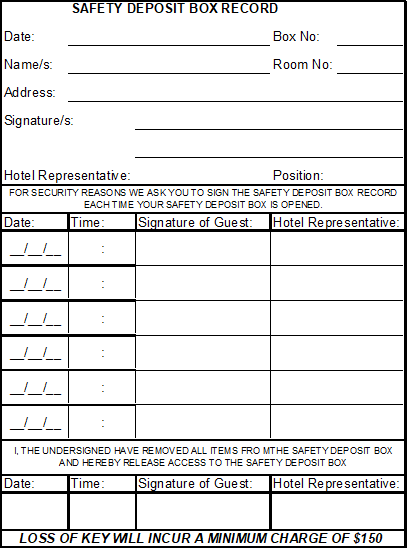 SAFETY DEPOSIT BOX RECORD
Date: Box No:
Name/s: Room No:
Address:
Signature/s:
Hotel Representative: Position:
FOR SECURITY REASONS WE ASK YOU TO SIGN THE SAFETY DEPOSIT BOX RECORD
EACH TIME YOUR SAFETY DEPOSIT BOX IS OPENED.
Date: Time: Signature of Guest: Hotel Representative:
__/__/__ :
__/__/__ :
__/__/__ :
__/__/__ :
__/__/__ :
__/__/__ :
I, THE UNDERSIGNED HAVE REMOVED ALL ITEMS FRO MTHE SAFETY DEPOSIT BOX
AND HEREBY RELEASE ACCESS TO THE SAFETY DEPOSIT BOX
Date: Time: Signature of Guest: Hotel Representative:
LOSS OF KEY WILL INCUR A MINIMUM CHARGE OF $150